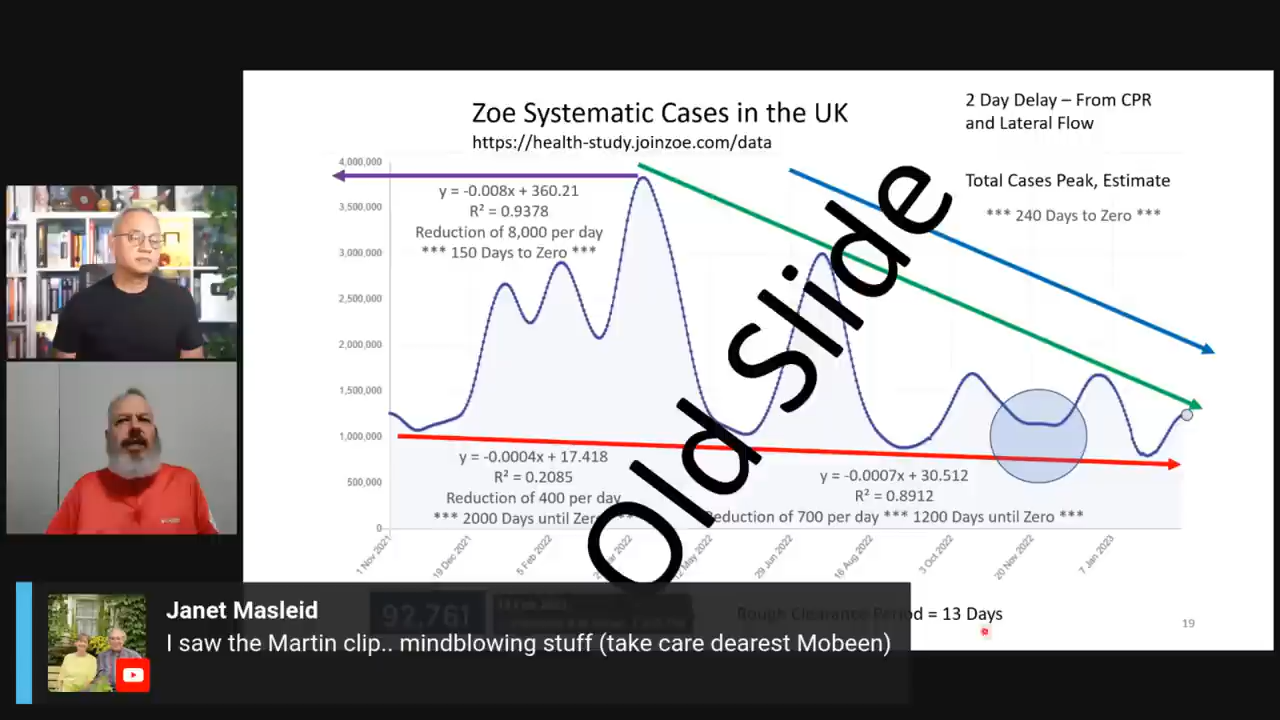 Zoe Systematic Cases in the UK
https://health-study.joinzoe.com/data
2 Day Delay – From CPR
and Lateral Flow
Total Cases Peak, Estimate
*** 240 Days to Zero ***
4,000,000
3,500,000
3,000,000
2,500,000
2,000,000
1,500,000
1,000,000
500,000
0
y = -0.008x + 360.21
R² = 0.9378
Reduction of 8,000 per day
*** 150 Days to Zero ***
Old Slide
y = -0.0004x + 17.418
R² = 0.2085
Reduction of 400 per day
*** 2000 Days until Zero
y = -0.0007x + 30.512
R² = 0.8912
Reduction of 700 per day *** 1200 Days until Zero ***
1 Nov 2021
19 Dec 2021
5 Feb 2022
Mar 2022
12 May 2022
29 Jun 2022
16 Aug 2022
3 Oct 2022
20 Nov 2022
7 Jan 2023
92,761
Rough Clearance Period = 13 Days
19
Janet Masleid
I saw the Martin clip.. mindblowing stuff (take care dearest Mobeen)